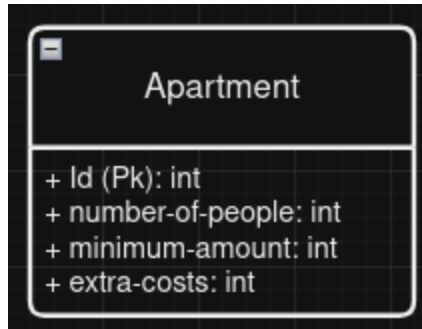 Apartment
+ Id (Pk): int
+ number-of-people: int
+ minimum-amount: int
+ extra-costs: int